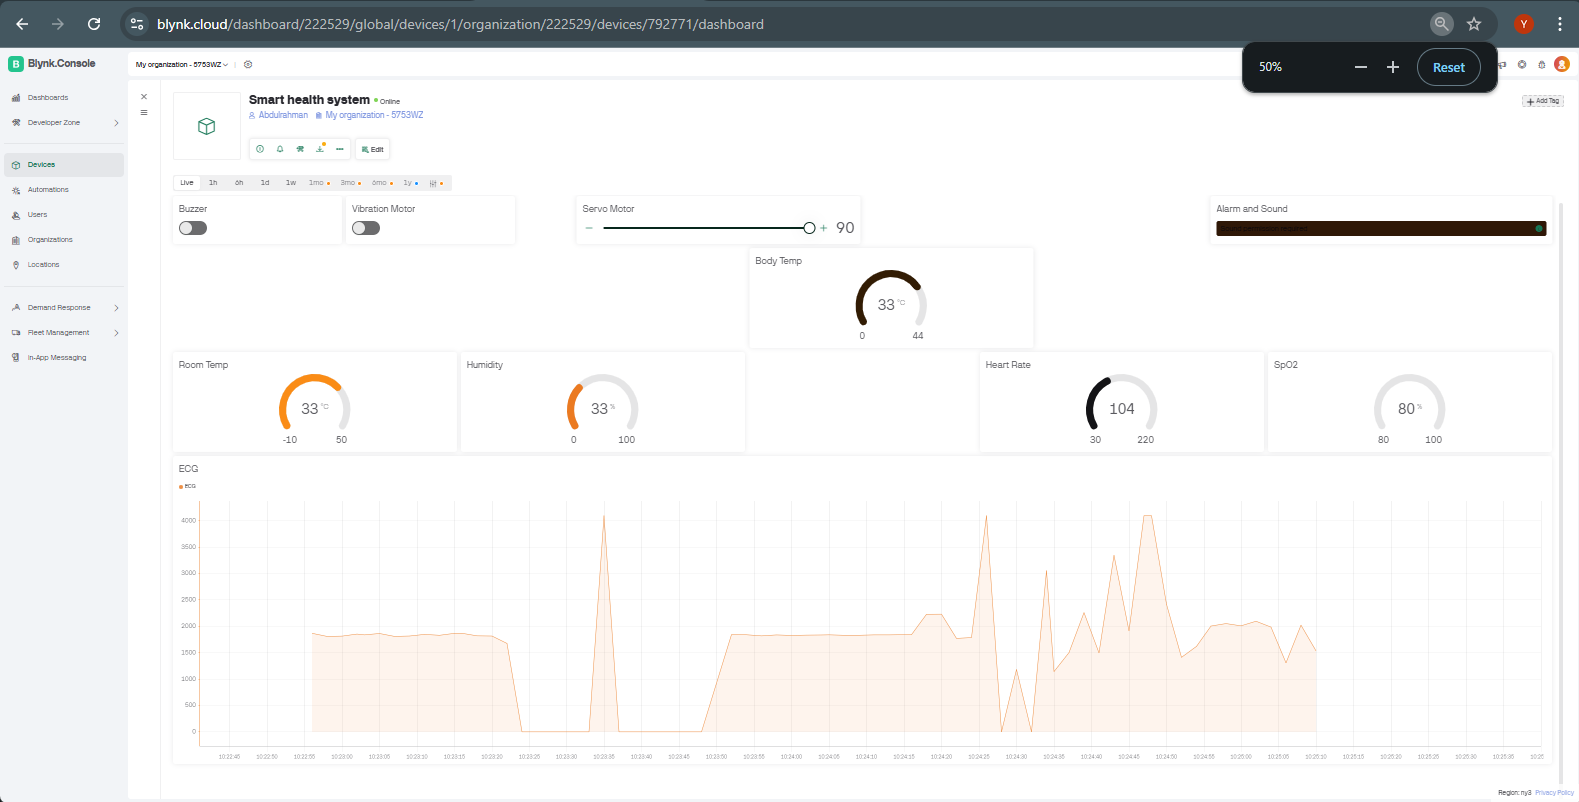 blynk.cloud/dashboard/222529/global/devices/1/organization/222529/devices/792771/dashboard
Y
50%
Reset
B Blynk.Console
My organization - 5753WZ
Dashboards
Developer Zone
Devices
Automations
Users
Organizations
Locations
Demand Response
Fleet Management
In-App Messaging
Smart health system Online
Abdulrahman My organization - 5753WZ
Add Tag
Edit
Live 1h 6h 1d 1w 1mo 3mo 6mo 1y
Buzzer
Vibration Motor
Servo Motor
90
Alarm and Sound
Body Temp
33 °C
0 44
Room Temp
33 °C
-10 50
Humidity
33 %
0 100
Heart Rate
104
30 220
SpO2
80 %
80 100
ECG
ECG
4000
3500
3000
2500
2000
1500
1000
500
0
10:22:45 10:22:50 10:22:55 10:23:00 10:23:05 10:23:10 10:23:15 10:23:20 10:23:25 10:23:30 10:23:35 10:23:40 10:23:45 10:23:50 10:23:55 10:24:00 10:24:05 10:24:10 10:24:15 10:24:20 10:24:25 10:24:30 10:24:35 10:24:40 10:24:45 10:24:50 10:24:55 10:25:00 10:25:05 10:25:10 10:25:15 10:25:20 10:25:25 10:25:30 10:25:35 10:25
Region: ny3 Privacy Policy